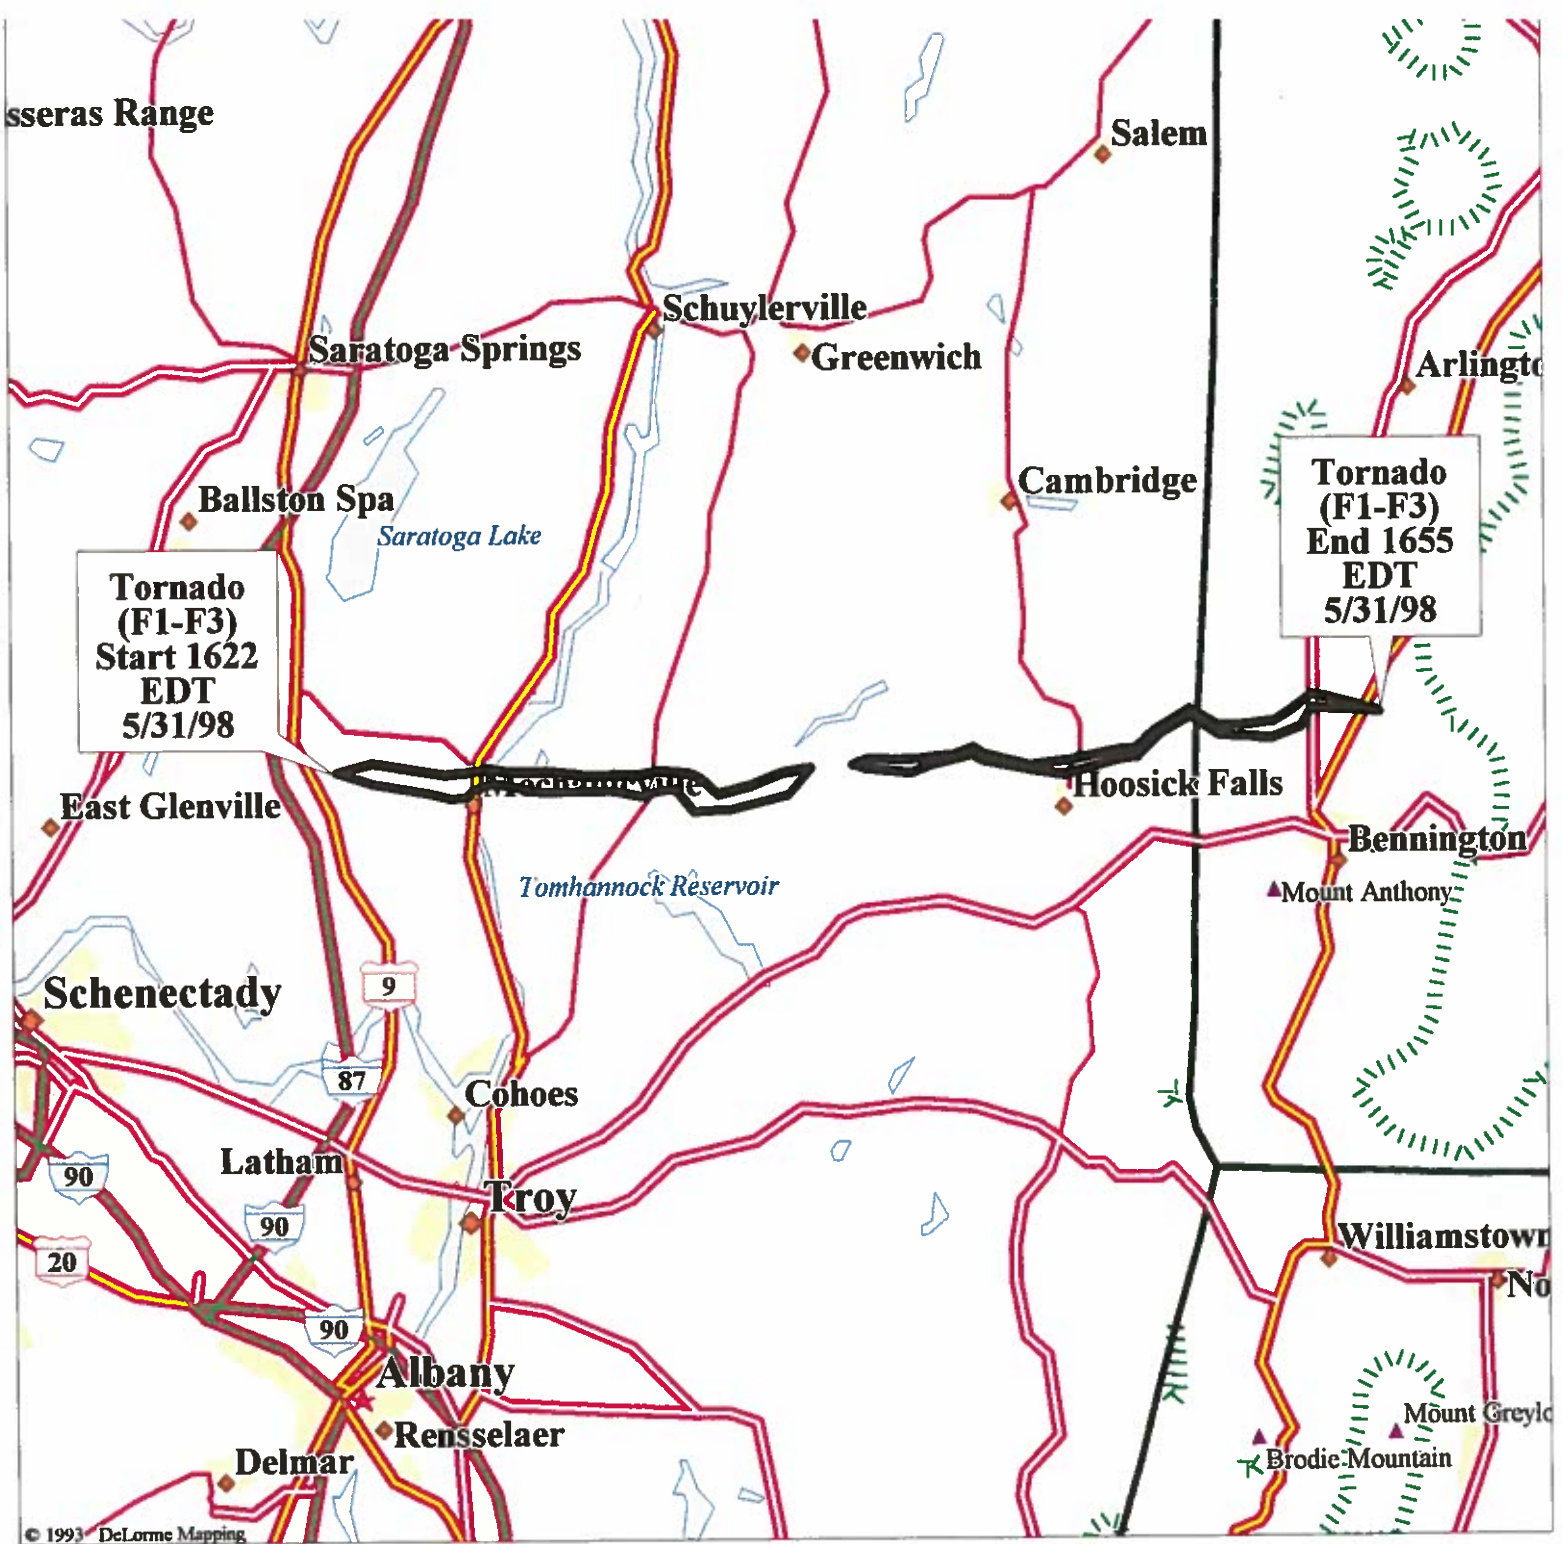 sseras Range
Salem
Schuylerville
Greenwich
Saratoga Springs
Arlingto
Ballston Spa
Saratoga Lake
Cambridge
Tornado
(F1-F3)
End 1655
EDT
5/31/98
Tornado
(F1-F3)
Start 1622
EDT
5/31/98
Mechanicville
East Glenville
Hoosick Falls
Bennington
Mount Anthony
Tomhannock Reservoir
Schenectady
9
87
Cohoes
Latham
90
Troy
90
20
Williamstown
No
90
Albany
Rensselaer
Delmar
Mount Greylo
Brodie Mountain
© 1993 DeLorme Mapping